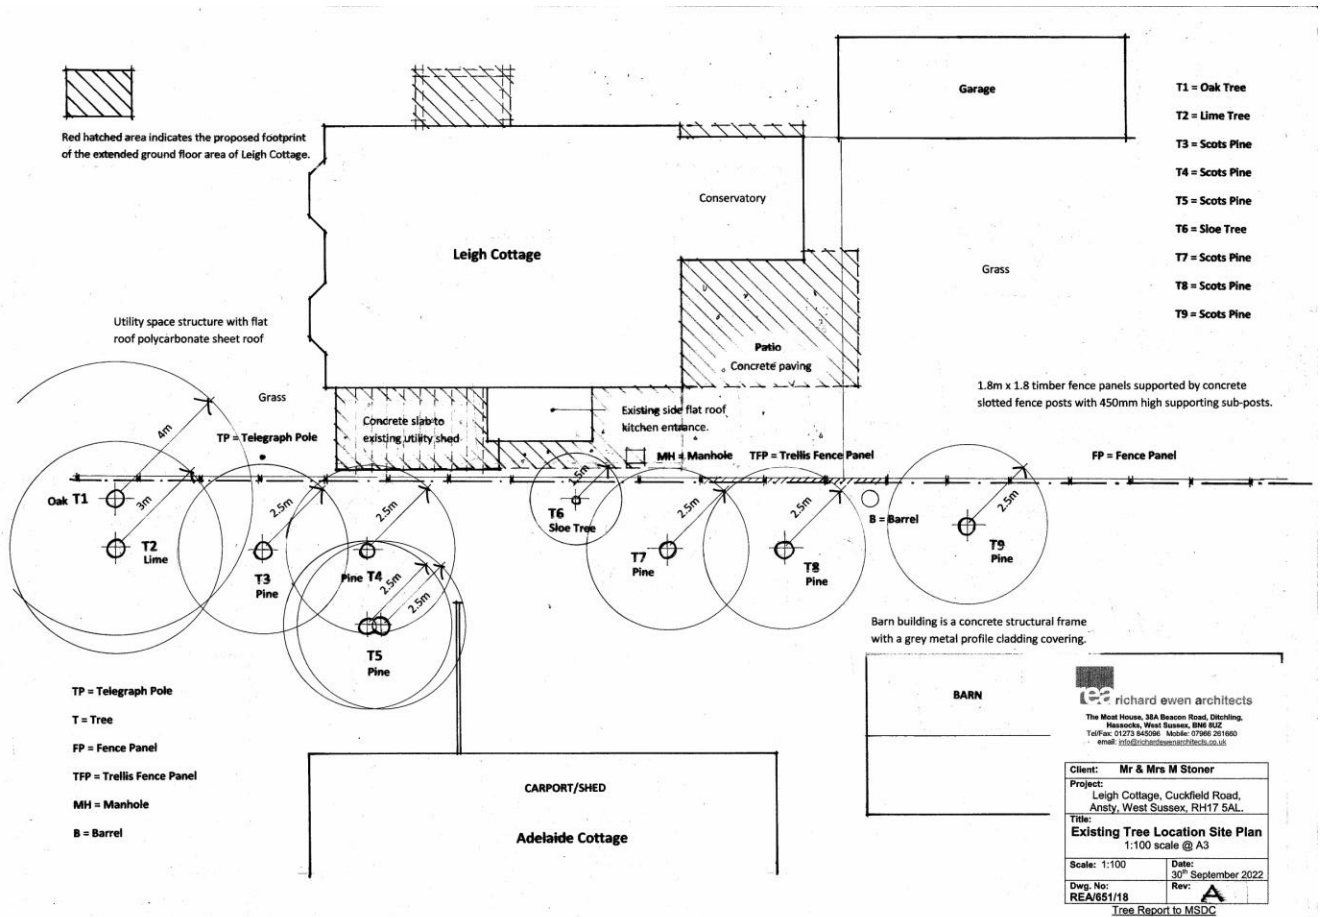 Red hatched area indicates the proposed footprint
of the extended ground floor area of Leigh Cottage.
Garage
T1 = Oak Tree
T2 = Lime Tree
T3 = Scots Pine
T4 = Scots Pine
T5 = Scots Pine
T6 = Sloe Tree
T7 = Scots Pine
T8 = Scots Pine
T9 = Scots Pine
Conservatory
Leigh Cottage
Grass
Utility space structure with flat
roof polycarbonate sheet roof
Patio
Concrete paving
1.8m x 1.8 timber fence panels supported by concrete
slotted fence posts with 450mm high supporting sub-posts.
Grass
4m
TP = Telegraph Pole
Concrete slab to
existing utility shed
Existing side flat roof
kitchen entrance.
MH = Manhole
TFP = Trellis Fence Panel
FP = Fence Panel
Oak T1
3m
2.5m
2.5m
1.5m
2.5m
2.5m
2.5m
T6
Sloe Tree
B = Barrel
T2
Lime
T3
Pine
Pine T4
2.5m
2.5m
T5
Pine
T7
Pine
T8
Pine
T9
Pine
Barn building is a concrete structural frame
with a grey metal profile cladding covering.
BARN
TP = Telegraph Pole
T = Tree
FP = Fence Panel
TFP = Trellis Fence Panel
MH = Manhole
B = Barrel
CARPORT/SHED
Adelaide Cottage
rea richard ewen architects
The Moat House, 38A Beacon Road, Ditchling,
Hassocks, West Sussex, BN6 8UZ
Tel/Fax: 01273 845096 Mobile: 07966 261660
email: info@richardewenarchitects.co.uk
Client: Mr & Mrs M Stoner
Project:
Leigh Cottage, Cuckfield Road,
Ansty, West Sussex, RH17 5AL.
Title:
Existing Tree Location Site Plan
1:100 scale @ A3
Scale: 1:100
Date:
30th September 2022
Dwg. No:
REA/651/18
Rev: A
Tree Report to MSDC